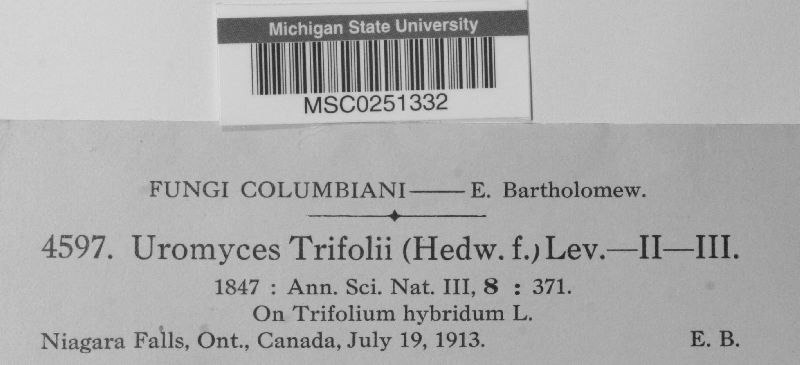 Michigan State University
MSC0251332
FUNGI COLUMBIANI——E. Bartholomew.
4597. Uromyces Trifolii (Hedw. f.) Lev.—II—III.
1847 : Ann. Sci. Nat. III, 8 : 371.
On Trifolium hybridum L.
Niagara Falls, Ont., Canada, July 19, 1913. E. B.